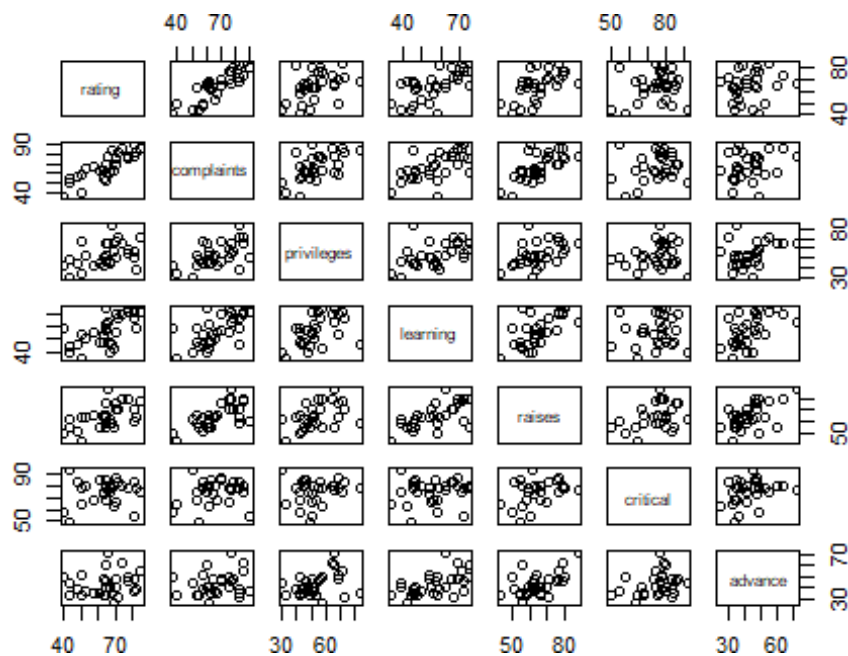 40 70 40 70 50 80
rating 40 80
40 90 complaints
privileges 30 80
40 learning
raises 50
50 90 critical
advance 30 70
40 70 30 60 50 80 30 60